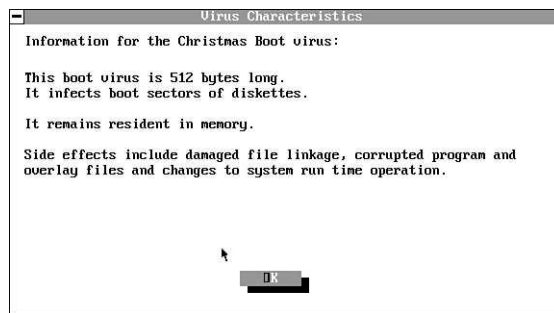 Virus Characteristics
Information for the Christmas Boot virus:
This boot virus is 512 bytes long.
It infects boot sectors of diskettes.
It remains resident in memory.
Side effects include damaged file linkage, corrupted program and
overlay files and changes to system run time operation.
OK